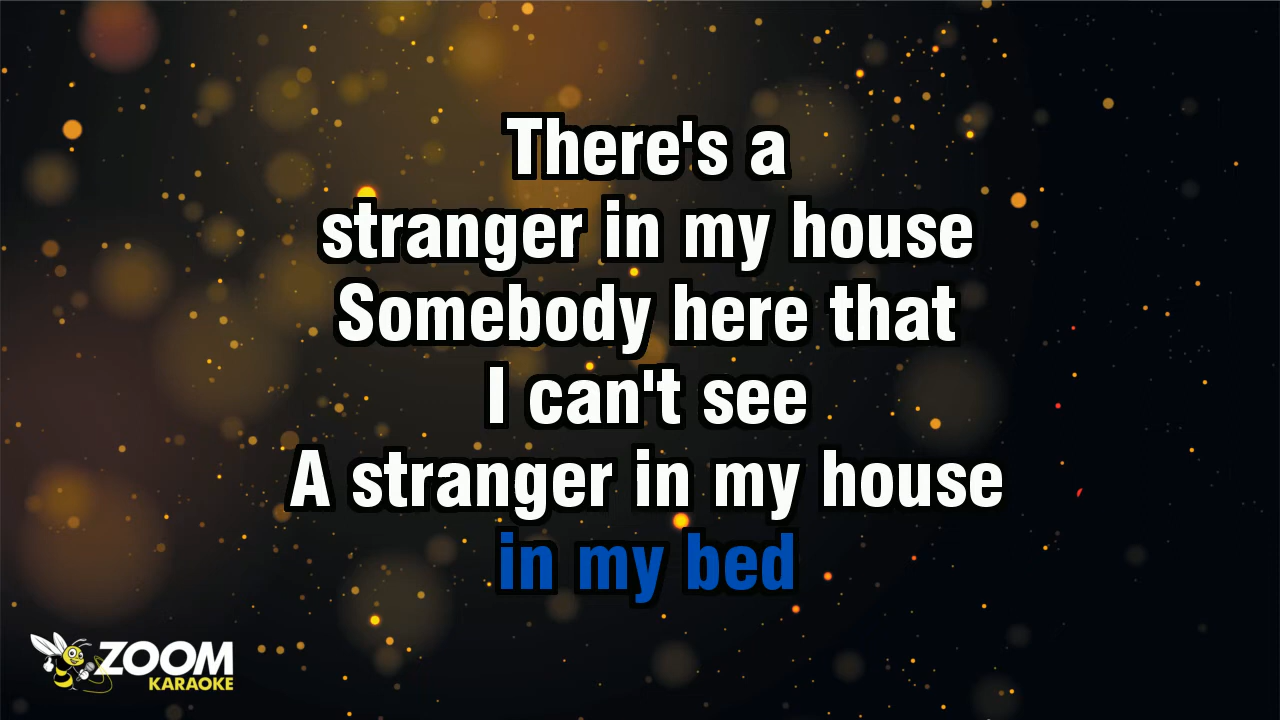 There's a
stranger in my house
Somebody here that
I can't see
A stranger in my house
in my bed
ZOOM
KARAOKE